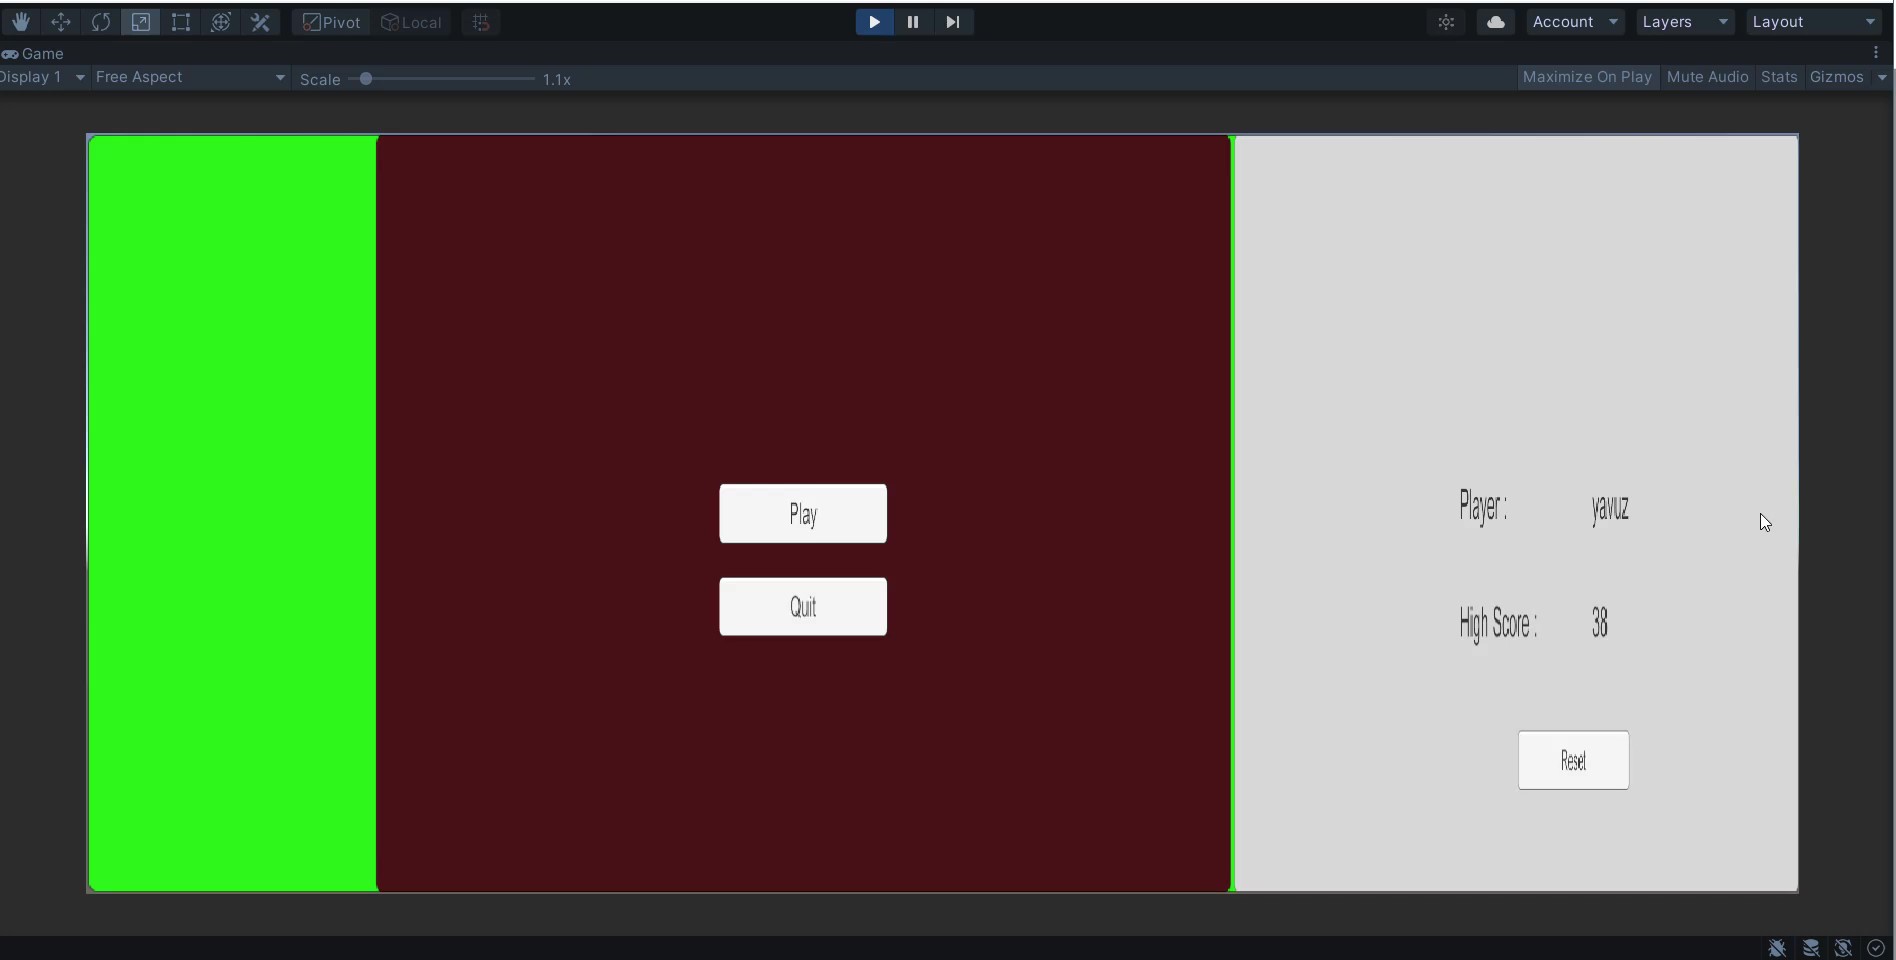 Pivot Local Account Layers Layout
Game
Display 1 Free Aspect Scale 1.1x Maximize On Play Mute Audio Stats Gizmos
Play
Quit
Player : yavuz
High Score : 38
Reset